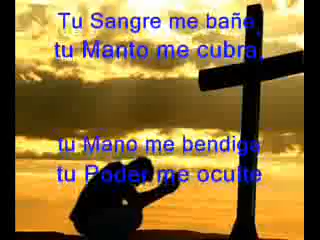 Tu Sangre me bañe,
tu Manto me cubra,
tu Mano me bendiga
tu Poder me oculte